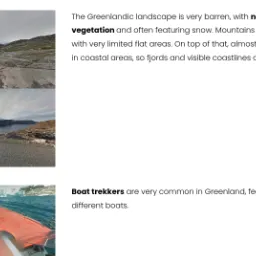 The Greenlandic landscape is very barren, with
vegetation and often featuring snow. Mountains
with very limited flat areas. On top of that, almost
in coastal areas, so fjords and visible coastlines
Boat trekkers are very common in Greenland,
different boats.